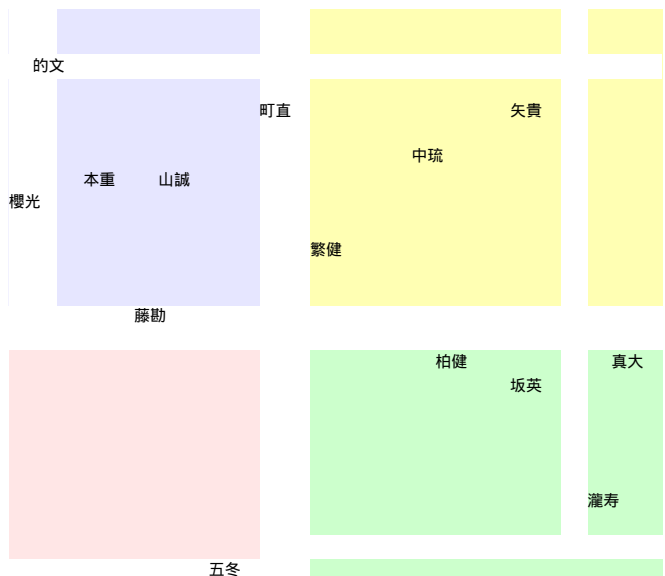 的文
町直
矢貴
中琉
本重
山誠
櫻光
繁健
藤勘
柏健
真大
坂英
瀧寿
五冬